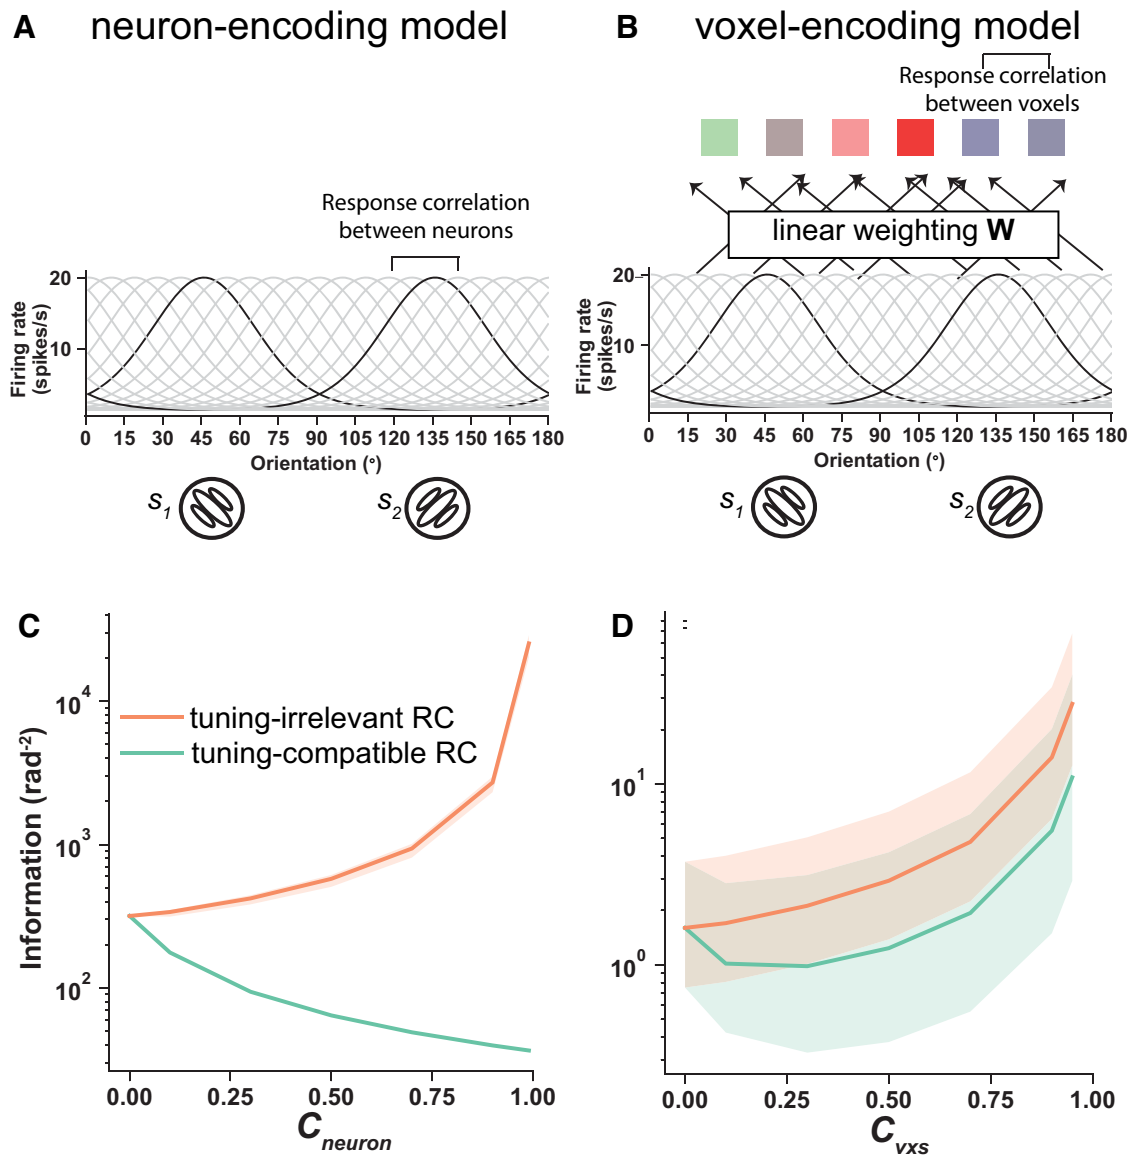 A neuron-encoding model
Response correlation
between neurons
Firing rate
(spikes/s)
20
10
0 15 30 45 60 75 90 105 120 135 150 165 180
Orientation (°)
s1 s2
B voxel-encoding model
Response correlation
between voxels
linear weighting W
Firing rate
(spikes/s)
20
10
0 15 30 45 60 75 90 105 120 135 150 165 180
Orientation (°)
s1 s2
C
Information (rad-2)
10^4
10^3
10^2
tuning-irrelevant RC
tuning-compatible RC
0.00 0.25 0.50 0.75 1.00
Cneuron
D
10^1
10^0
0.00 0.25 0.50 0.75 1.00
Cvxs